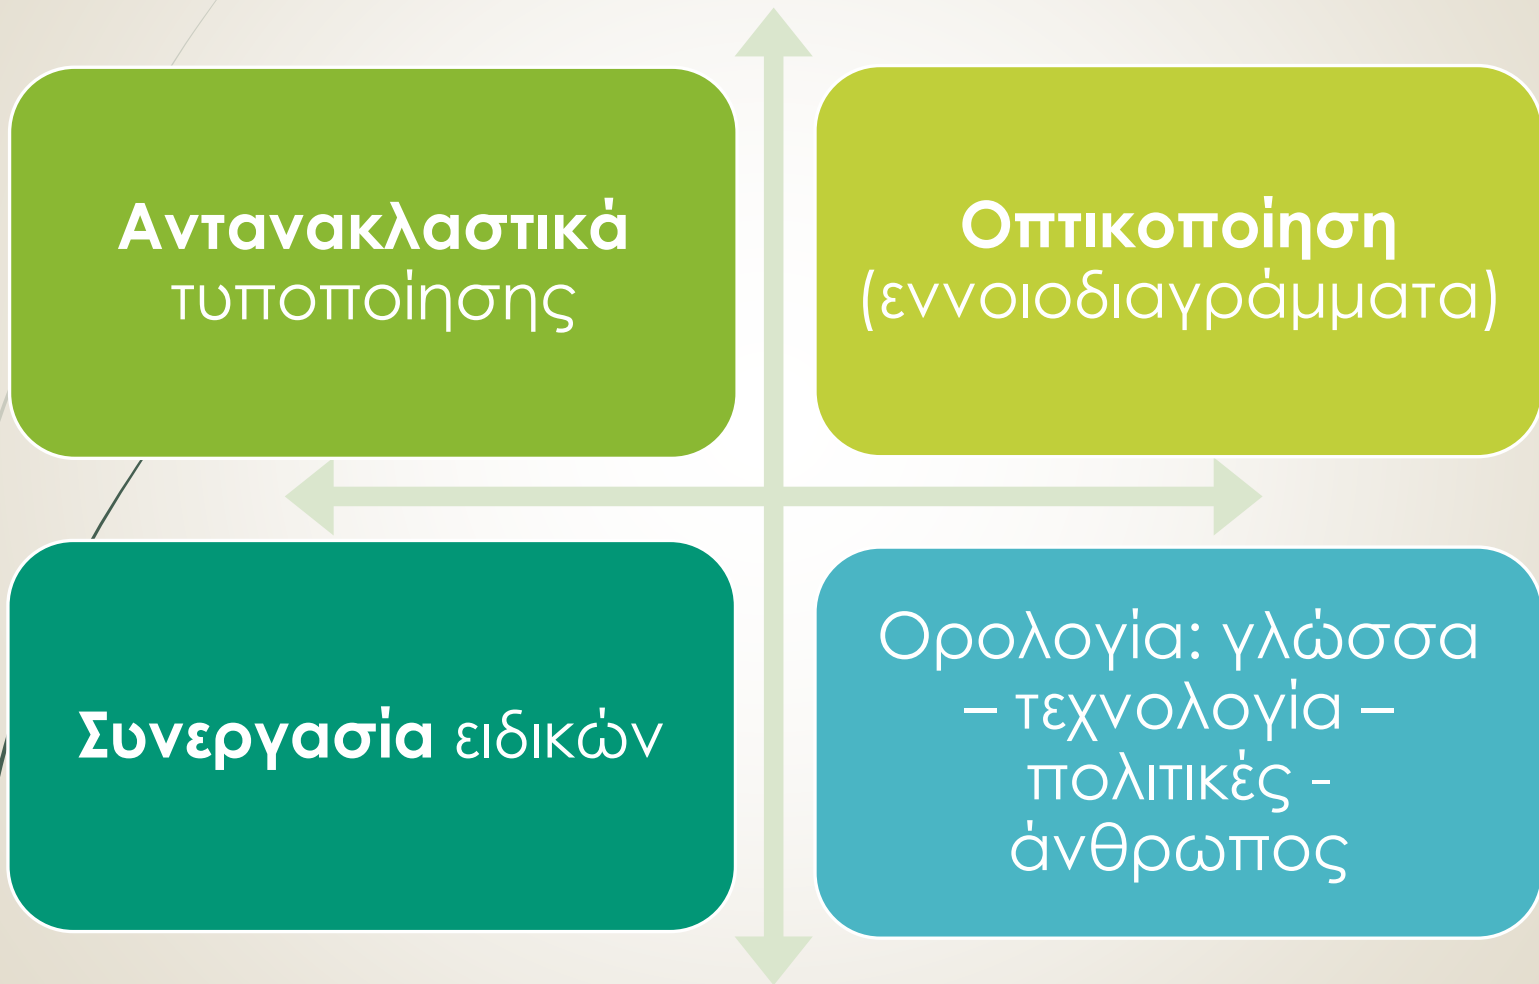 Αντανακλαστικά
τυποποίησης
Οπτικοποίηση
(εννοιοδιαγράμματα)
Συνεργασία ειδικών
Ορολογία: γλώσσα
– τεχνολογία –
πολιτικές -
άνθρωπος